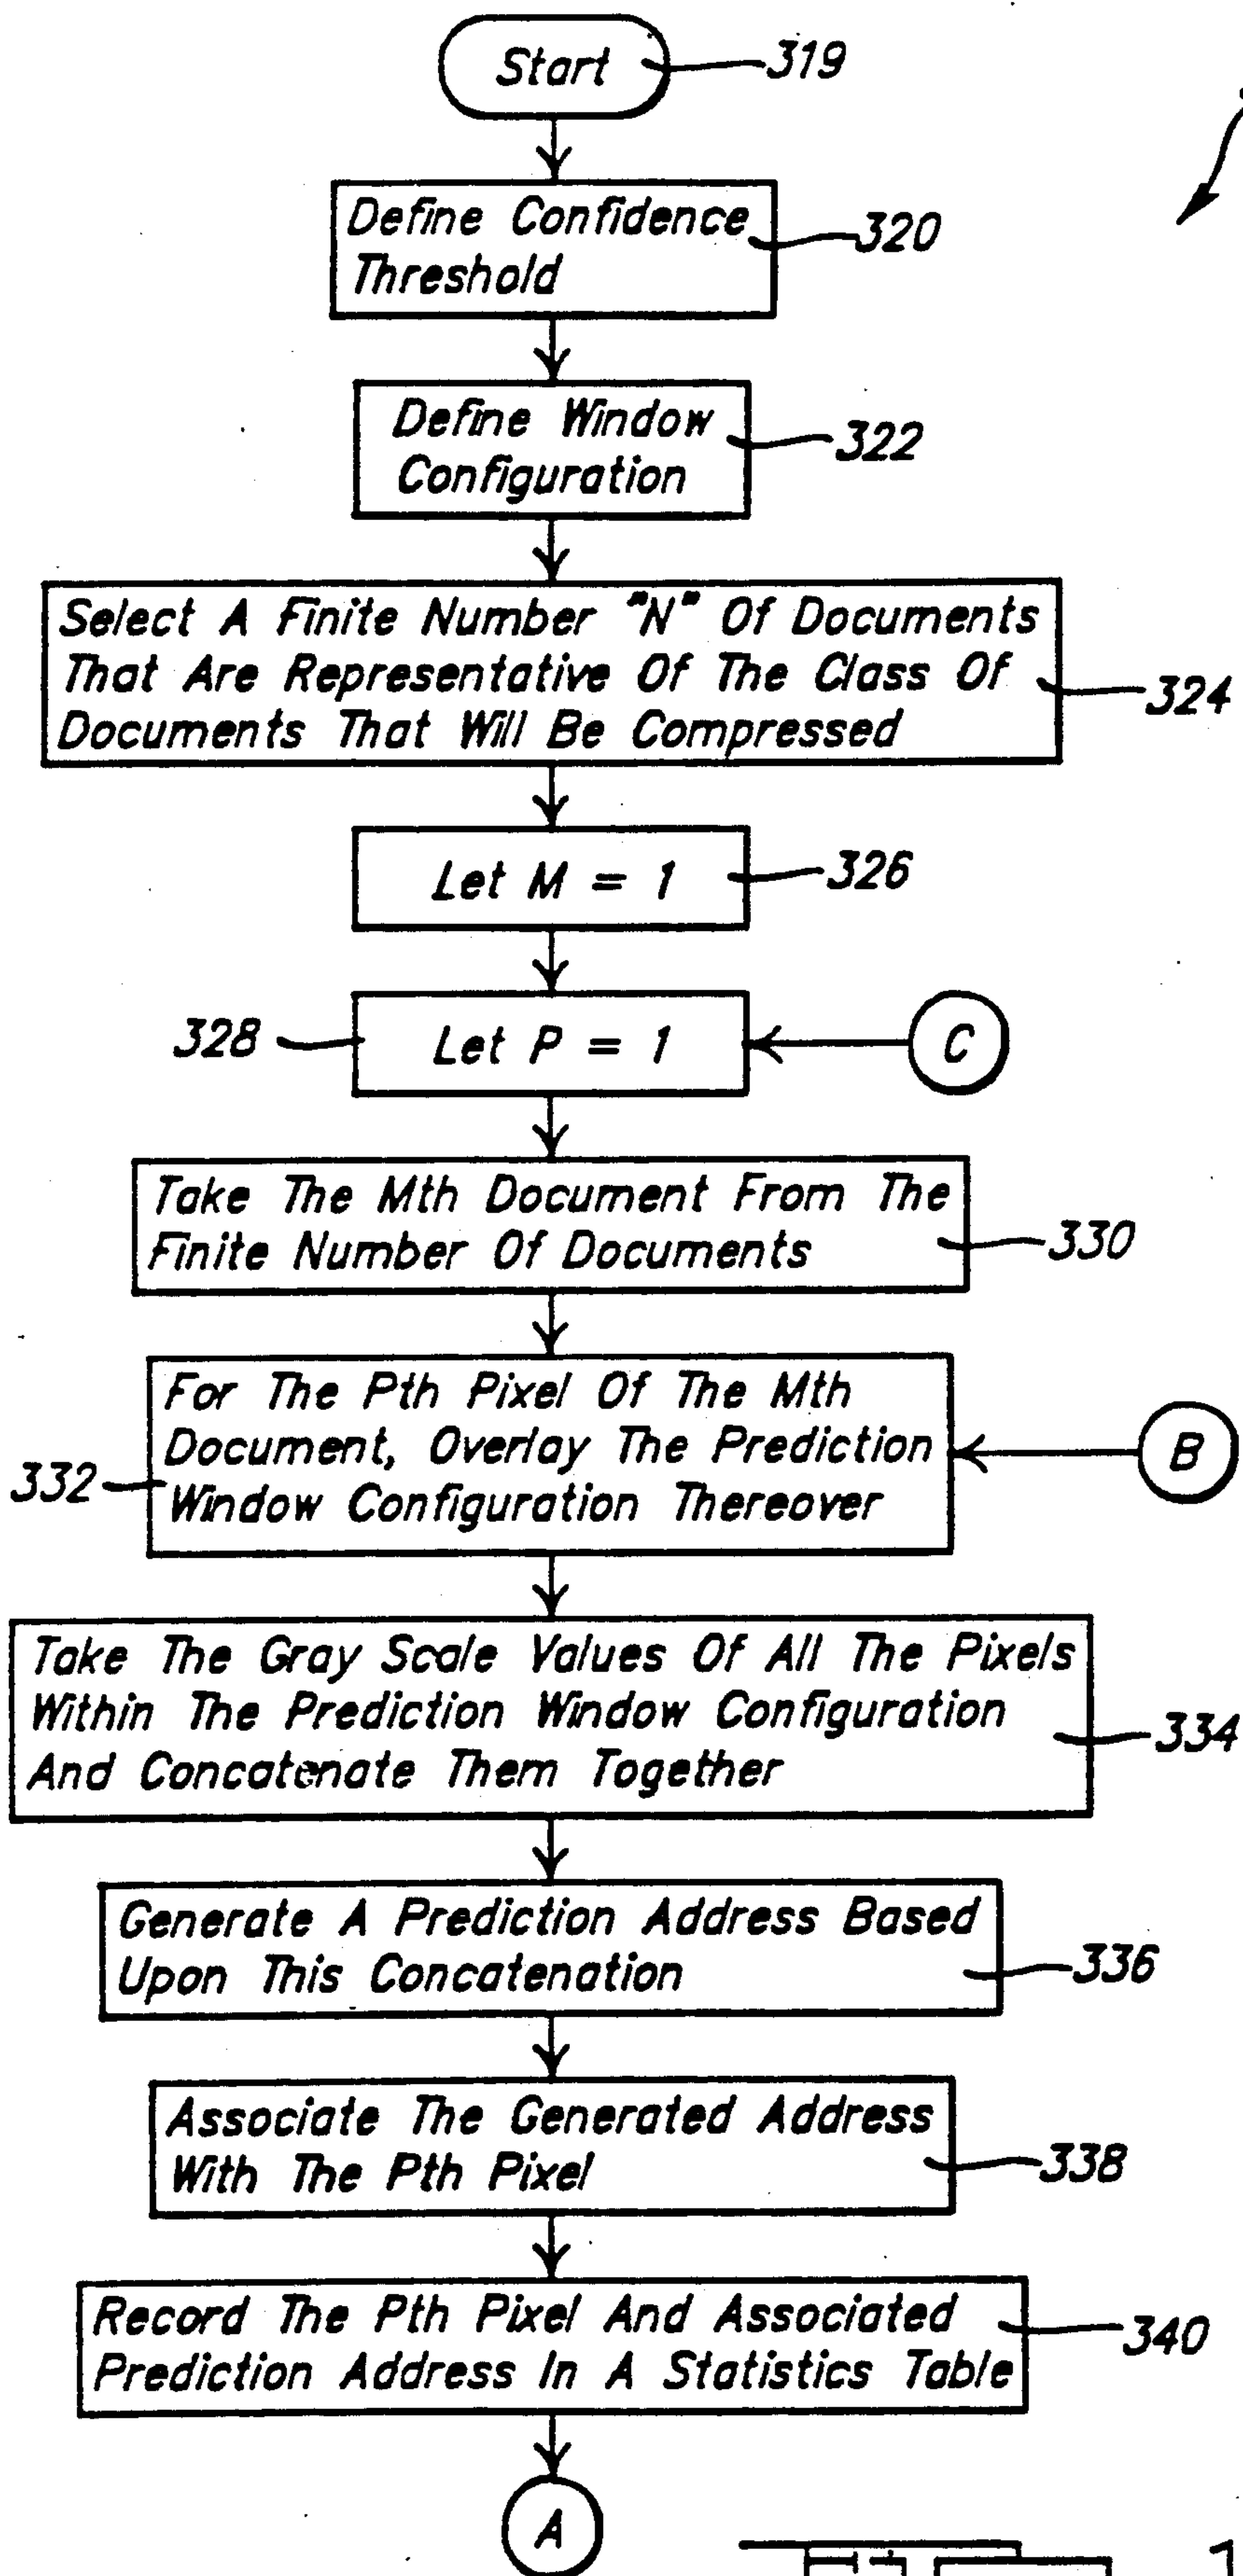 Start
319
Define Confidence
Threshold
320
Define Window
Configuration
322
Select A Finite Number "N" Of Documents
That Are Representative Of The Class Of
Documents That Will Be Compressed
324
Let M = 1
326
328
Let P = 1
C
Take The Mth Document From The
Finite Number Of Documents
330
For The Pth Pixel Of The Mth
Document, Overlay The Prediction
Window Configuration Thereover
332
B
Take The Gray Scale Values Of All The Pixels
Within The Prediction Window Configuration
And Concatenate Them Together
334
Generate A Prediction Address Based
Upon This Concatenation
336
Associate The Generated Address
With The Pth Pixel
338
Record The Pth Pixel And Associated
Prediction Address In A Statistics Table
340
A